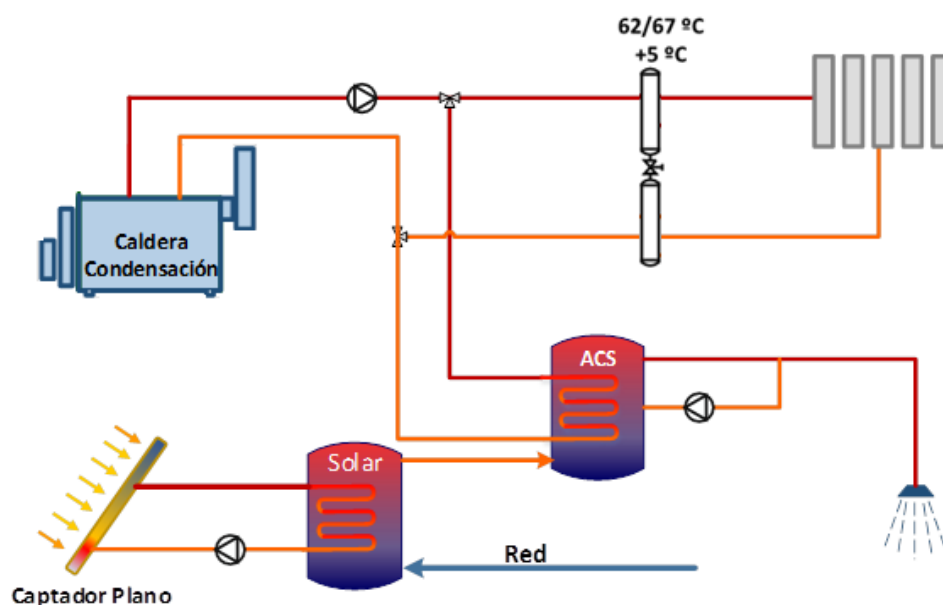 62/67 ºC
+5 ºC
Caldera
Condensación
ACS
Solar
Red
Captador Plano